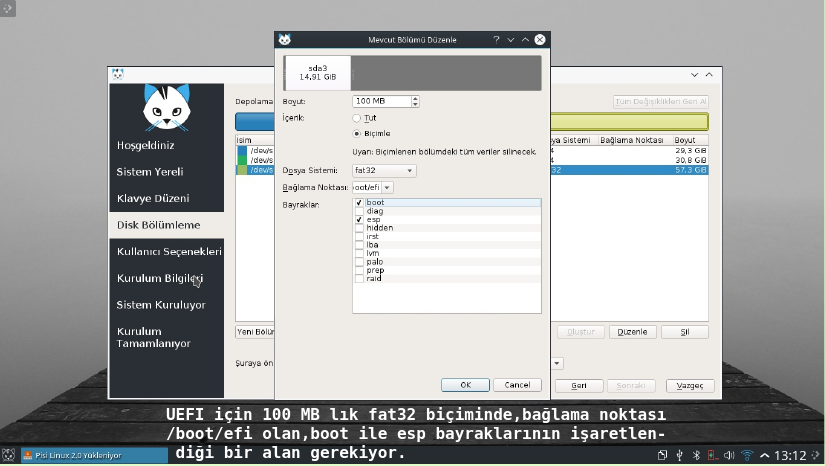 Mevcut Bölümü Düzenle
sda3
14,91 GiB
Boyut:
100 MB
İçerik:
Tut
Biçimle
Uyarı: Biçimlenen bölümdeki tüm veriler silinecek.
Dosya Sistemi:
fat32
Bağlama Noktası:
/boot/efi
Bayraklar:
boot
diag
esp
hidden
irst
lba
lvm
palo
prep
raid
OK
Cancel
Hoşgeldiniz
Sistem Yereli
Klavye Düzeni
Disk Bölümleme
Kullanıcı Seçenekleri
Kurulum Bilgileri
Sistem Kuruluyor
Kurulum
Tamamlanıyor
Depolama
Tüm Değişiklikleri Geri Al
İsim
ya Sistemi Bağlama Noktası Boyut
/dev/s 4 29,3 GiB
/dev/s 4 30,8 GiB
/dev/s 32 57,3 GiB
Yeni Bölür
Oluştur
Düzenle
Sil
Şuraya ön
Geri
Sonraki
Vazgeç
UEFI için 100 MB lık fat32 biçiminde,bağlama noktası
/boot/efi olan,boot ile esp bayraklarının işaretlen-
diği bir alan gerekiyor.
Pisi Linux 2.0 Yükleniyor
13:12